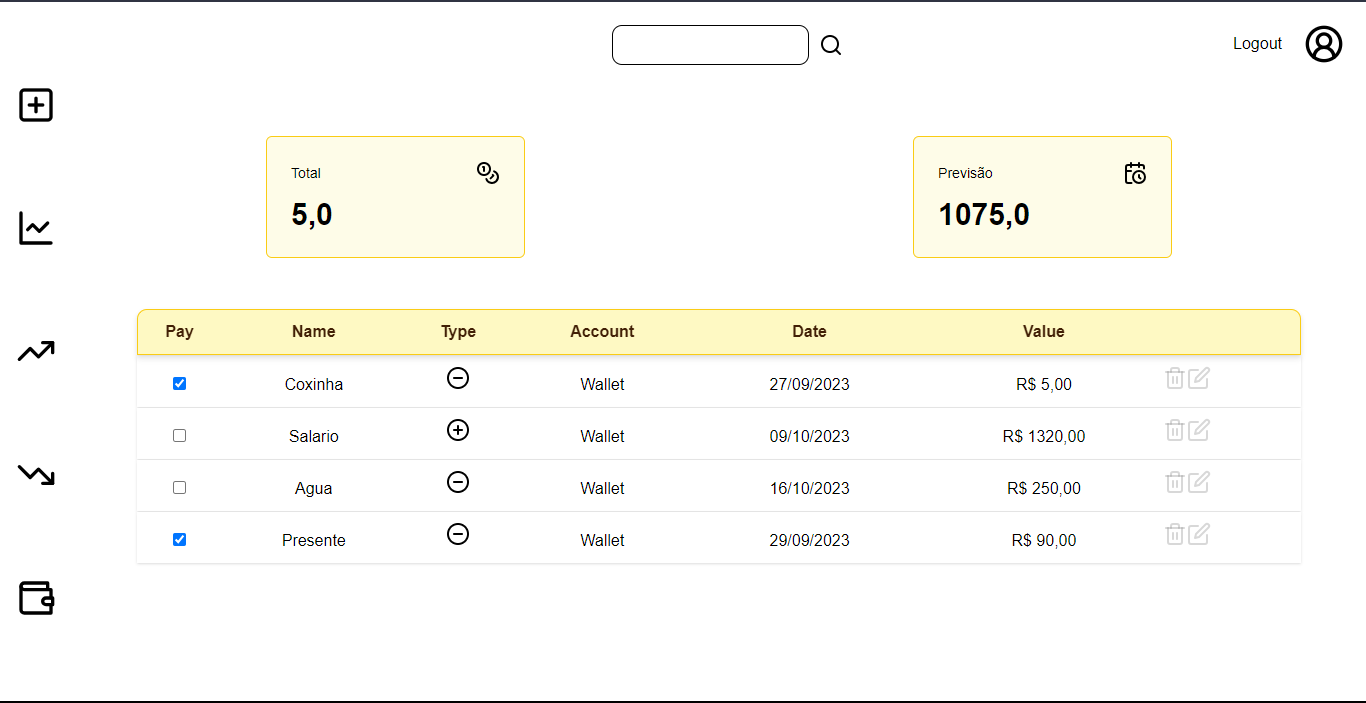 Logout
Total
5,0
Previsão
1075,0
Pay Name Type Account Date Value
Coxinha Wallet 27/09/2023 R$ 5,00
Salario Wallet 09/10/2023 R$ 1320,00
Agua Wallet 16/10/2023 R$ 250,00
Presente Wallet 29/09/2023 R$ 90,00